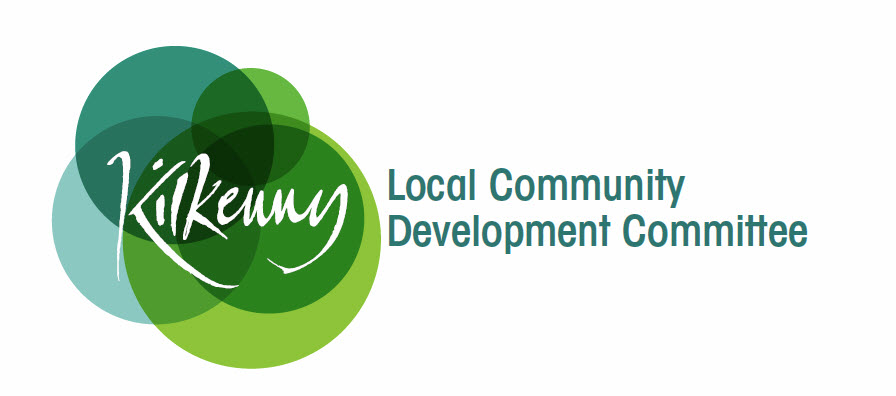 Kilkenny
Local Community
Development Committee